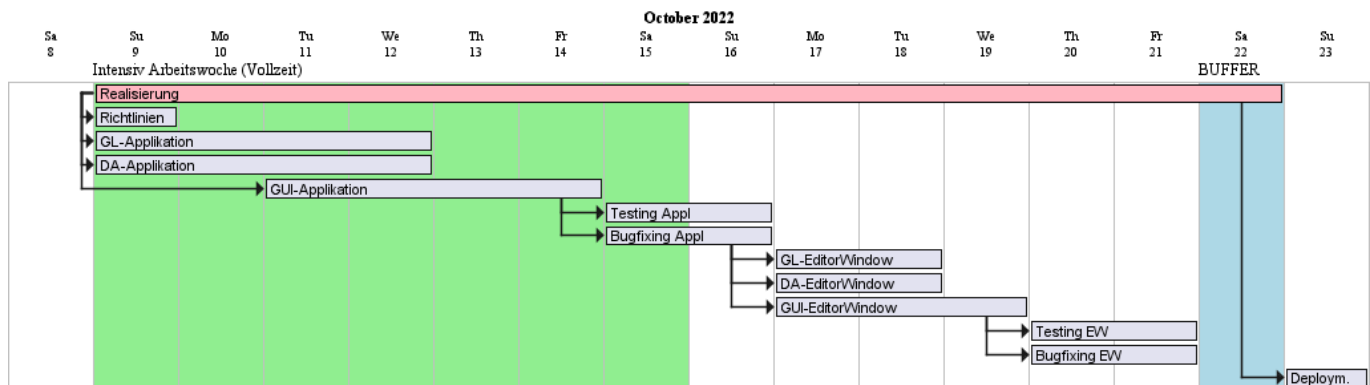 October 2022
Sa Su Mo Tu We Th Fr Sa Su Mo Tu We Th Fr Sa Su
8 9 10 11 12 13 14 15 16 17 18 19 20 21 22 23
Intensiv Arbeitswoche (Vollzeit) BUFFER
Realisierung
Richtlinien
GL-Applikation
DA-Applikation
GUI-Applikation
Testing Appl
Bugfixing Appl
GL-EditorWindow
DA-EditorWindow
GUI-EditorWindow
Testing EW
Bugfixing EW
Deploym.